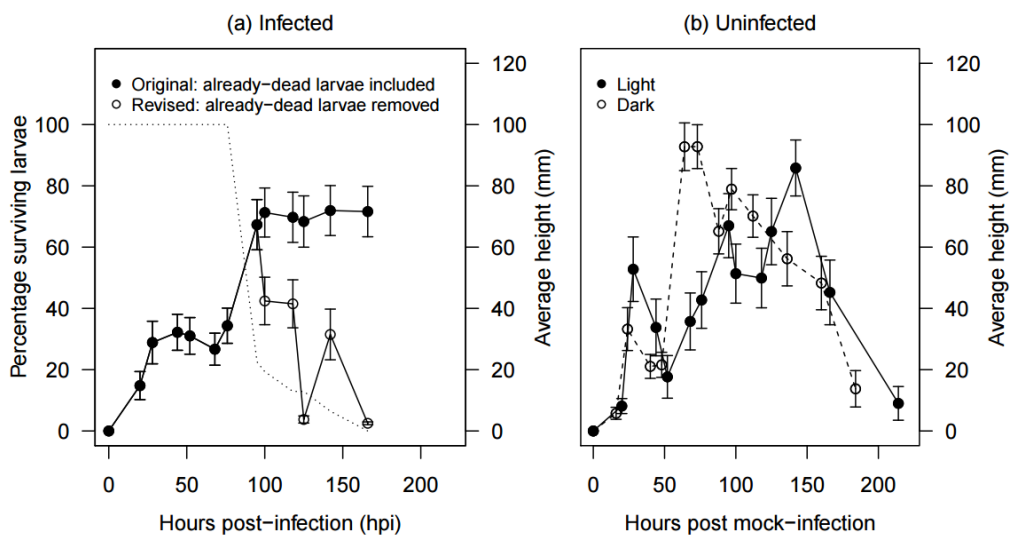 (a) Infected
Original: already−dead larvae included
Revised: already−dead larvae removed
Percentage surviving larvae
0
20
40
60
80
100
0
20
40
60
80
100
120
Average height (mm)
0
50
100
150
200
Hours post−infection (hpi)
(b) Uninfected
Light
Dark
0
20
40
60
80
100
120
Average height (mm)
0
50
100
150
200
Hours post mock−infection